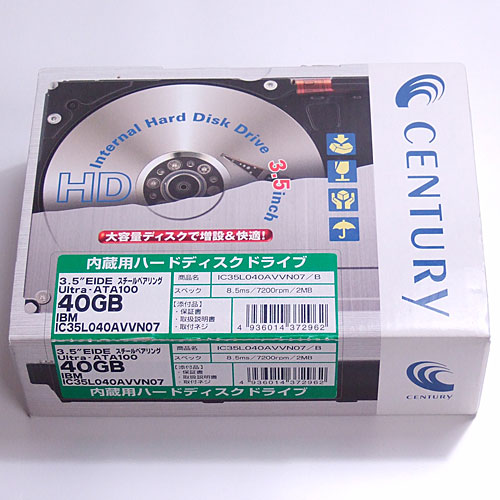 Internal Hard Disk Drive 3.5inch
HD
CENTURY
大容量ディスクで増設&快適!
内蔵用ハードディスクドライブ
3.5"EIDE スチールベアリング
Ultra・ATA100
40GB
IBM
IC35L040AVVN07
商品名 IC35L040AVVN07/B
スペック 8.5ms/7200rpm/2MB
【添付品】
・保証書
・取扱説明書
・取付ネジ
4 936014 372962
3.5"EIDE スチールベアリング
Ultra・ATA100
40GB
IBM
IC35L040AVVN07
商品名 IC35L040AVVN07/B
スペック 8.5ms/7200rpm/2MB
【添付品】
・保証書
・取扱説明書
・取付ネジ
4 936014 372962
内蔵用ハードディスクドライブ
CENTURY